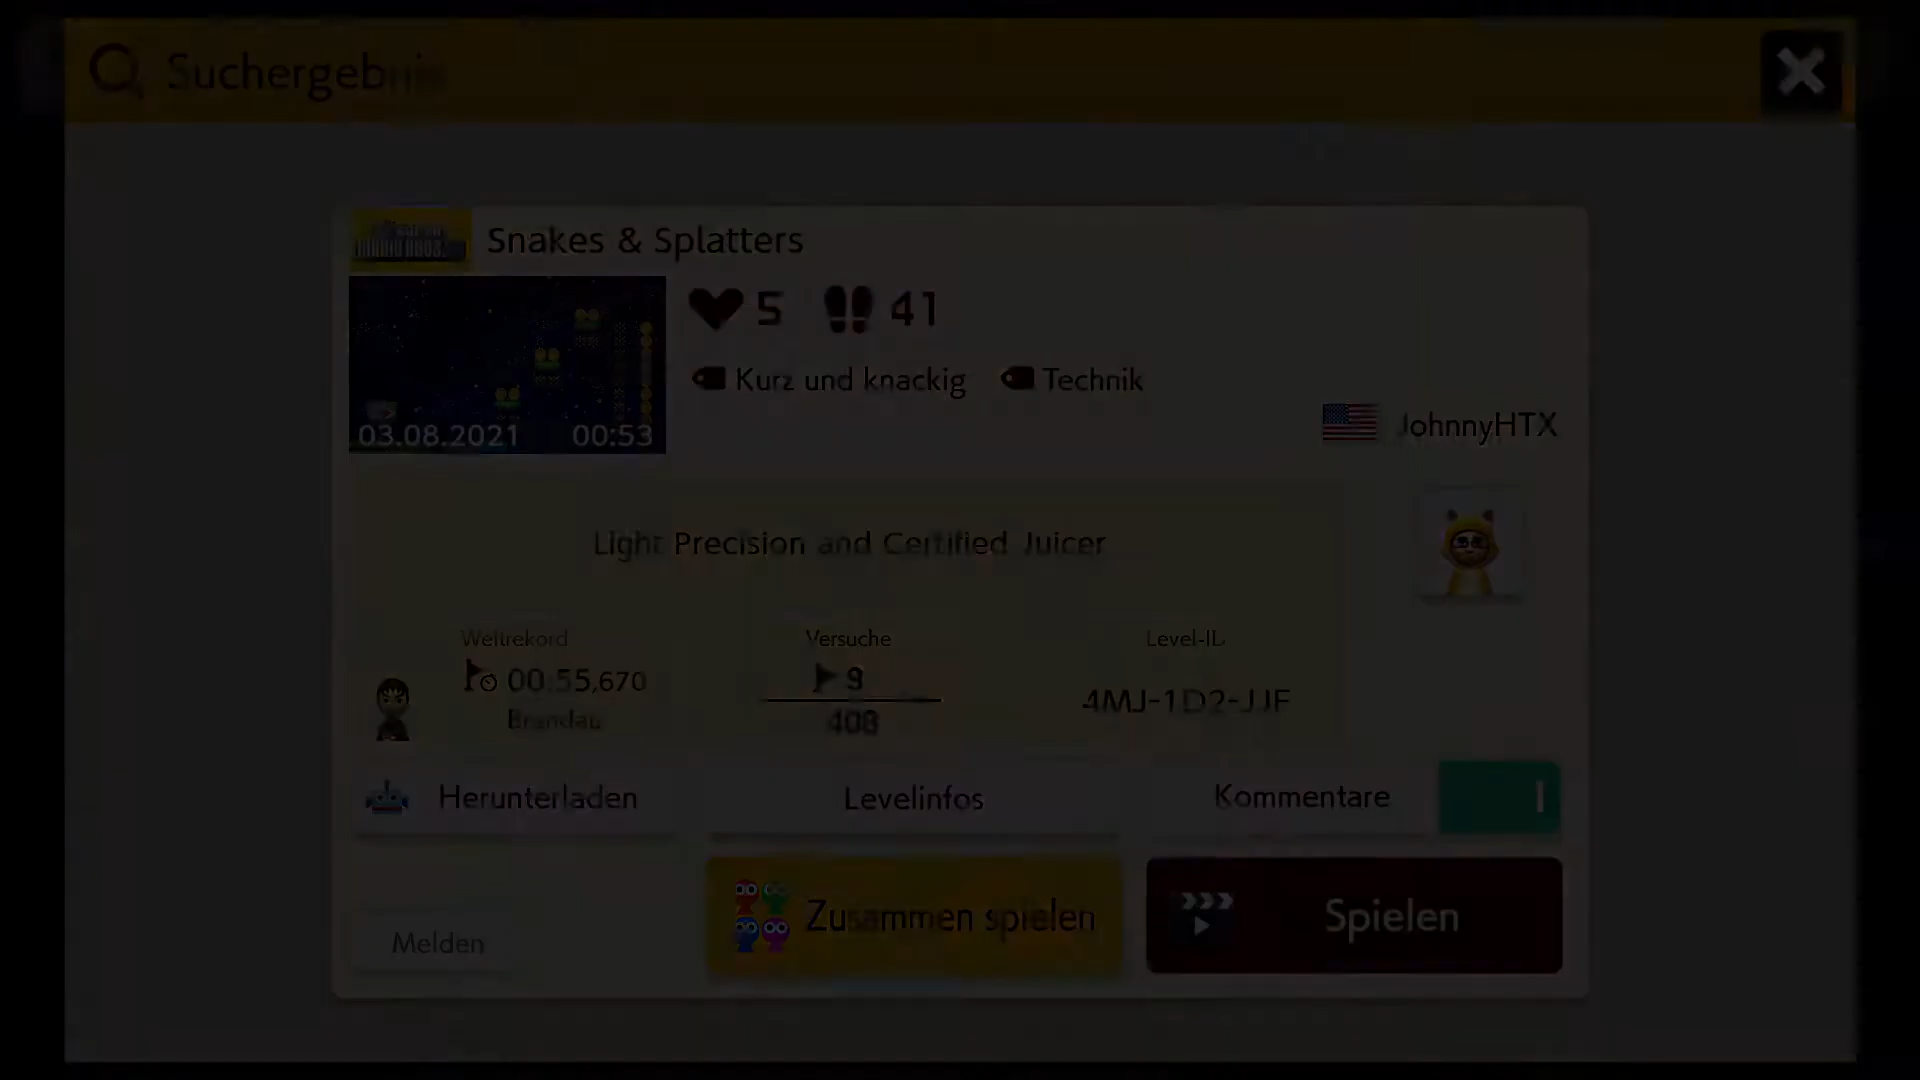 Suchergebnis
Snakes & Splatters
5 41
Kurz und knackig Technik
03.08.2021 00:53
JohnnyHTX
Light Precision and Certified Juicer
Weltrekord Versuche Level-ID
00:55,670 9
Brandau 408
4MJ-1D2-JJF
Herunterladen Levelinfos Kommentare
Melden Zusammen spielen Spielen